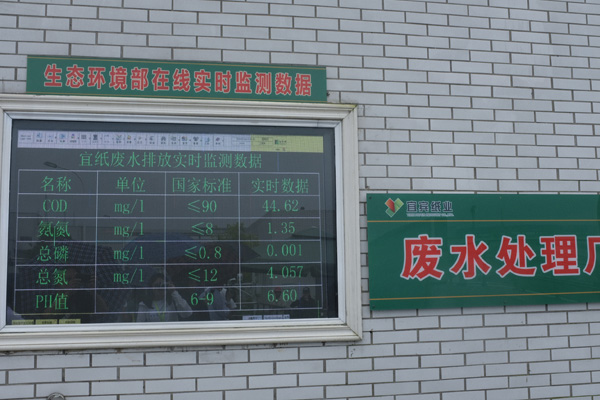 生态环境部在线实时监测数据
宜纸废水排放实时监测数据
名称 单位 国家标准 实时数据
COD mg/l ≤90 44.62
氨氮 mg/l ≤8 1.35
总磷 mg/l ≤0.8 0.001
总氮 mg/l ≤12 4.057
PH值 6-9 6.60
宜宾纸业
废水处理厂